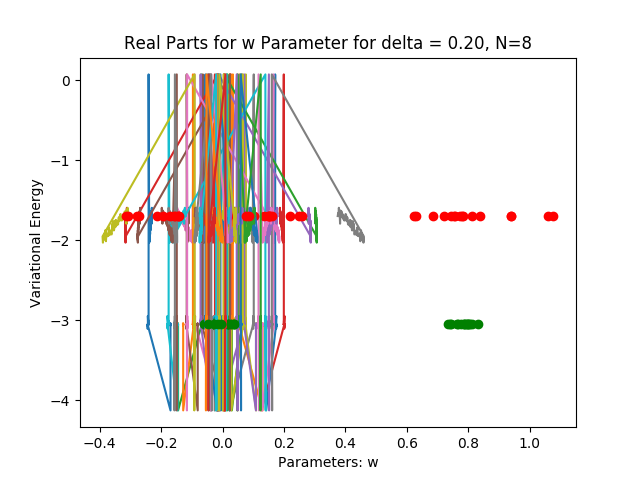 Real Parts for w Parameter for delta = 0.20, N=8
Variational Energy
0
−1
−2
−3
−4
−0.4 −0.2 0.0 0.2 0.4 0.6 0.8 1.0
Parameters: w